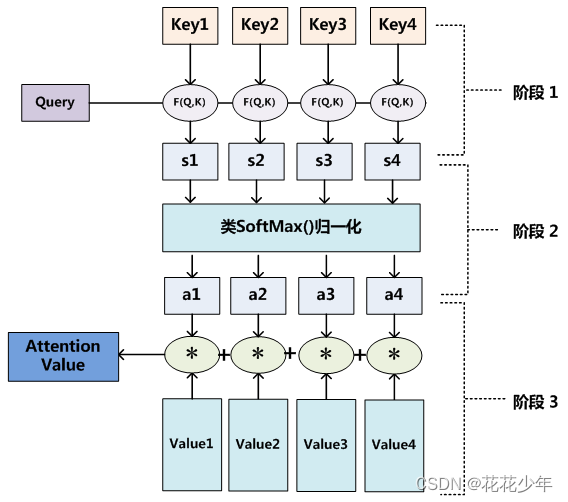 Key1 Key2 Key3 Key4
Query F(Q,K) F(Q,K) F(Q,K) F(Q,K) 阶段 1
s1 s2 s3 s4
类SoftMax()归一化 阶段 2
a1 a2 a3 a4
Attention
Value
* + * + * + *
阶段 3
Value1 Value2 Value3 Value4
CSDN @花花少年